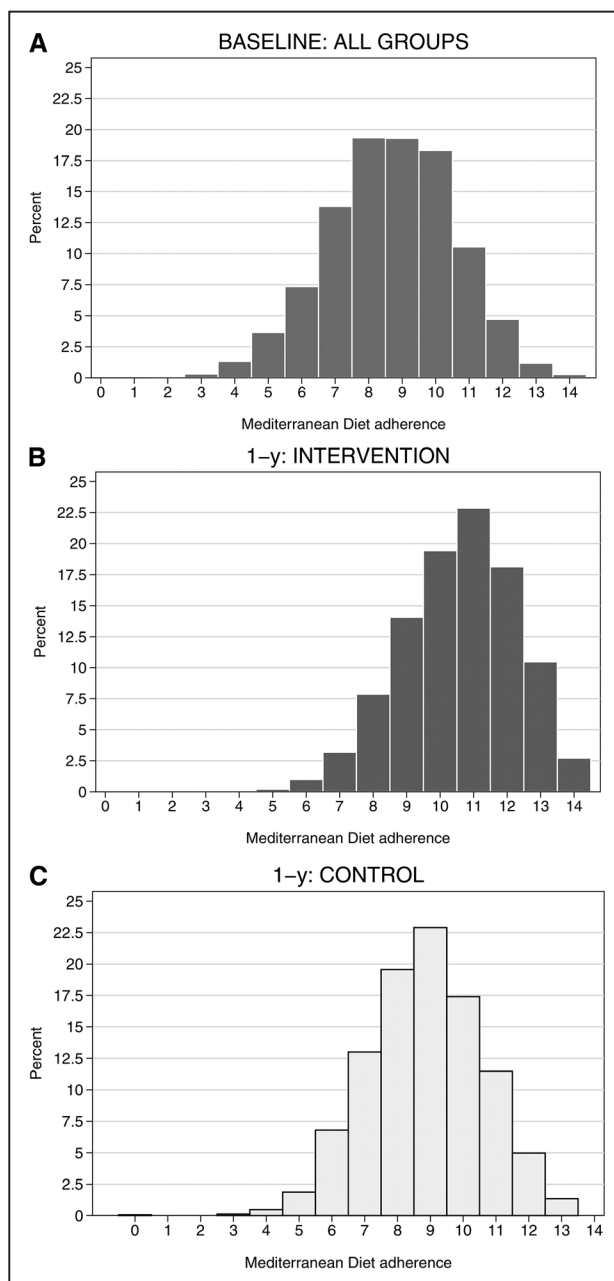 A
BASELINE: ALL GROUPS
25
22.5
20
17.5
15
12.5
10
7.5
5
2.5
0
Percent
0 1 2 3 4 5 6 7 8 9 10 11 12 13 14
Mediterranean Diet adherence
B
1–y: INTERVENTION
25
22.5
20
17.5
15
12.5
10
7.5
5
2.5
0
Percent
0 1 2 3 4 5 6 7 8 9 10 11 12 13 14
Mediterranean Diet adherence
C
1–y: CONTROL
25
22.5
20
17.5
15
12.5
10
7.5
5
2.5
0
Percent
0 1 2 3 4 5 6 7 8 9 10 11 12 13 14
Mediterranean Diet adherence